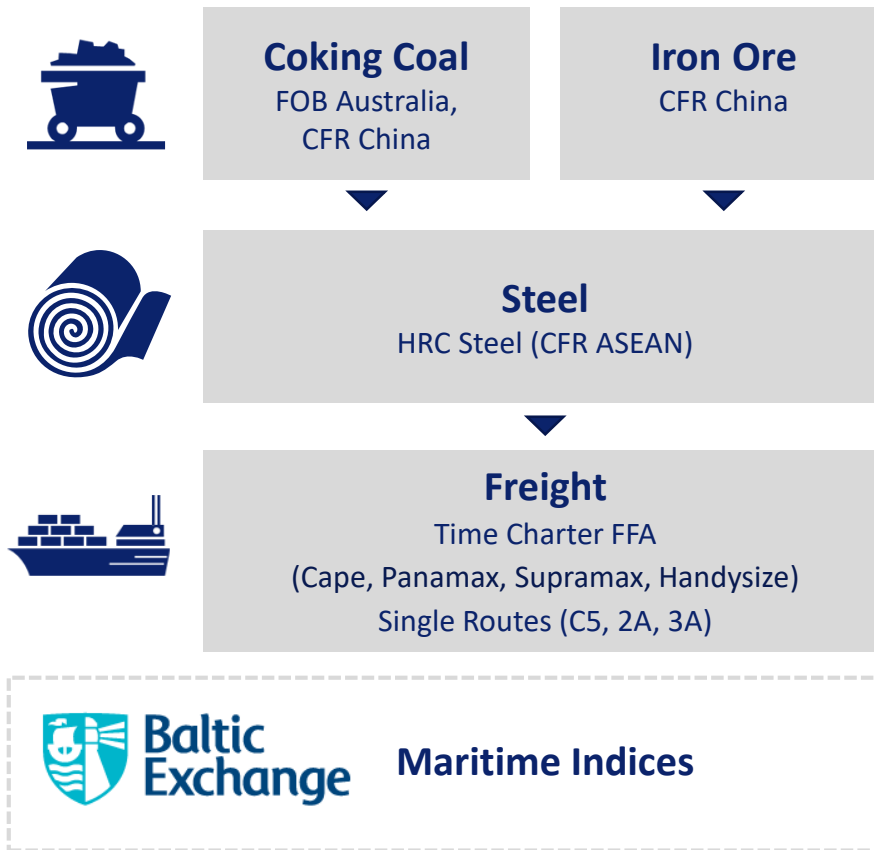 Coking Coal
FOB Australia,
CFR China
Iron Ore
CFR China
Steel
HRC Steel (CFR ASEAN)
Freight
Time Charter FFA
(Cape, Panamax, Supramax, Handysize)
Single Routes (C5, 2A, 3A)
Baltic
Exchange
Maritime Indices